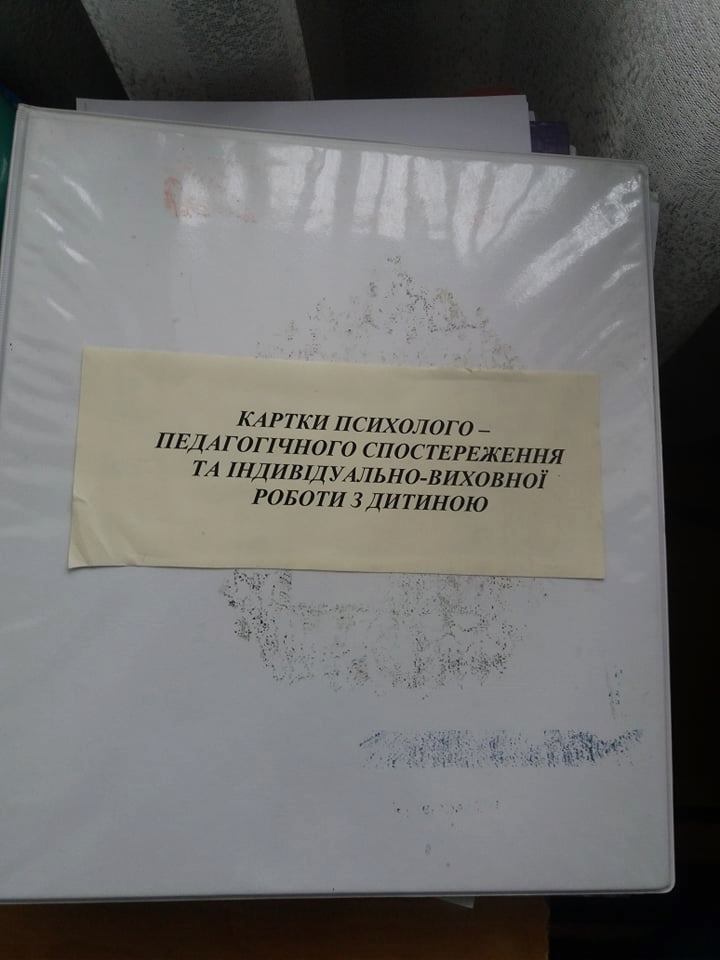 КАРТКИ ПСИХОЛОГО –
ПЕДАГОГІЧНОГО СПОСТЕРЕЖЕННЯ
ТА ІНДИВІДУАЛЬНО-ВИХОВНОЇ
РОБОТИ З ДИТИНОЮ